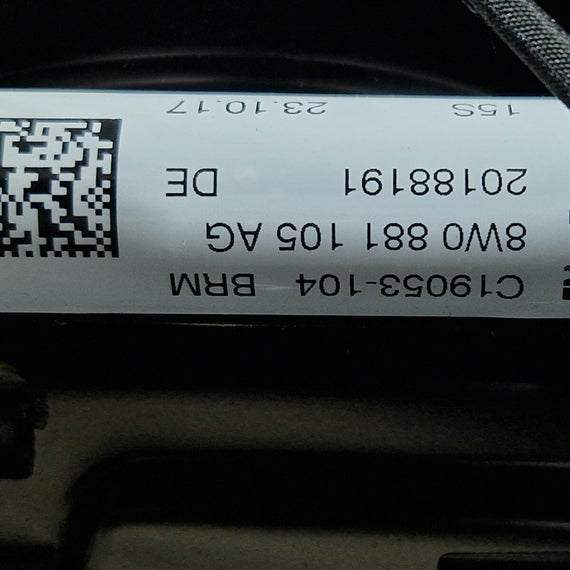 C19053-104 BRM
8W0 881 105 AG
20188191 DE
15S 23.10.17